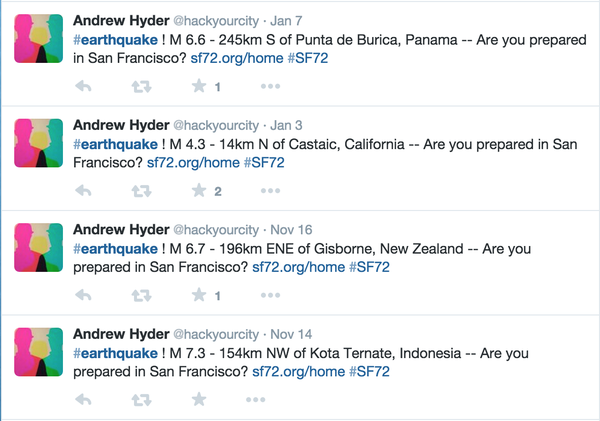 Andrew Hyder @hackyourcity · Jan 7
#earthquake ! M 6.6 - 245km S of Punta de Burica, Panama -- Are you prepared
in San Francisco? sf72.org/home #SF72
1
Andrew Hyder @hackyourcity · Jan 3
#earthquake ! M 4.3 - 14km N of Castaic, California -- Are you prepared in San
Francisco? sf72.org/home #SF72
2
Andrew Hyder @hackyourcity · Nov 16
#earthquake ! M 6.7 - 196km ENE of Gisborne, New Zealand -- Are you
prepared in San Francisco? sf72.org/home #SF72
1
Andrew Hyder @hackyourcity · Nov 14
#earthquake ! M 7.3 - 154km NW of Kota Ternate, Indonesia -- Are you
prepared in San Francisco? sf72.org/home #SF72